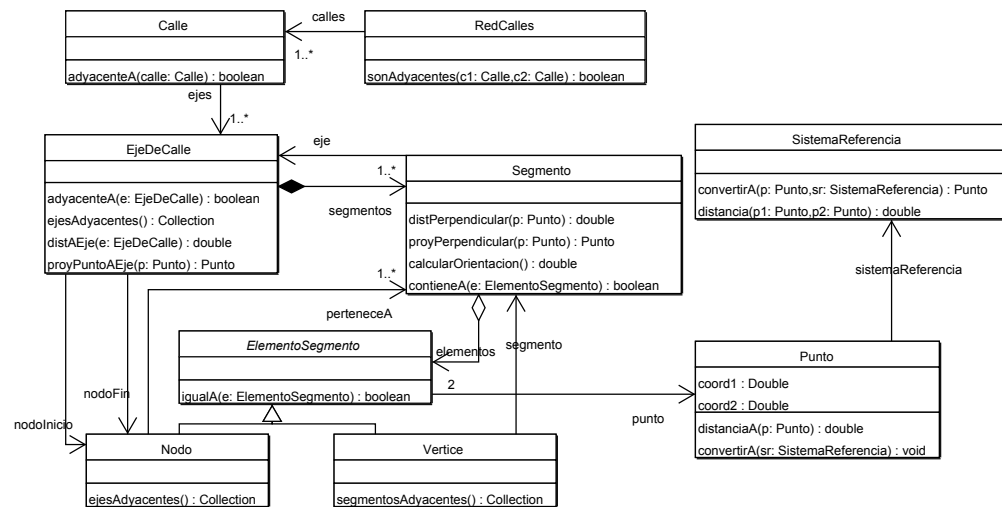 calles
Calle
RedCalles
1..*
adyacenteA(calle: Calle) : boolean
sonAdyacentes(c1: Calle,c2: Calle) : boolean
ejes
1..*
EjeDeCalle
eje
SistemaReferencia
Segmento
1..*
segmentos
adyacenteA(e: EjeDeCalle) : boolean
ejesAdyacentes() : Collection
distAEje(e: EjeDeCalle) : double
proyPuntoAEje(p: Punto) : Punto
distPerpendicular(p: Punto) : double
proyPerpendicular(p: Punto) : Punto
calcularOrientacion() : double
contieneA(e: ElementoSegmento) : boolean
convertirA(p: Punto,sr: SistemaReferencia) : Punto
distancia(p1: Punto,p2: Punto) : double
sistemaReferencia
1..*
perteneceA
ElementoSegmento
elementos
segmento
2
igualA(e: ElementoSegmento) : boolean
Punto
coord1 : Double
coord2 : Double
distanciaA(p: Punto) : double
convertirA(sr: SistemaReferencia) : void
punto
nodoFin
nodoInicio
Nodo
ejesAdyacentes() : Collection
Vertice
segmentosAdyacentes() : Collection